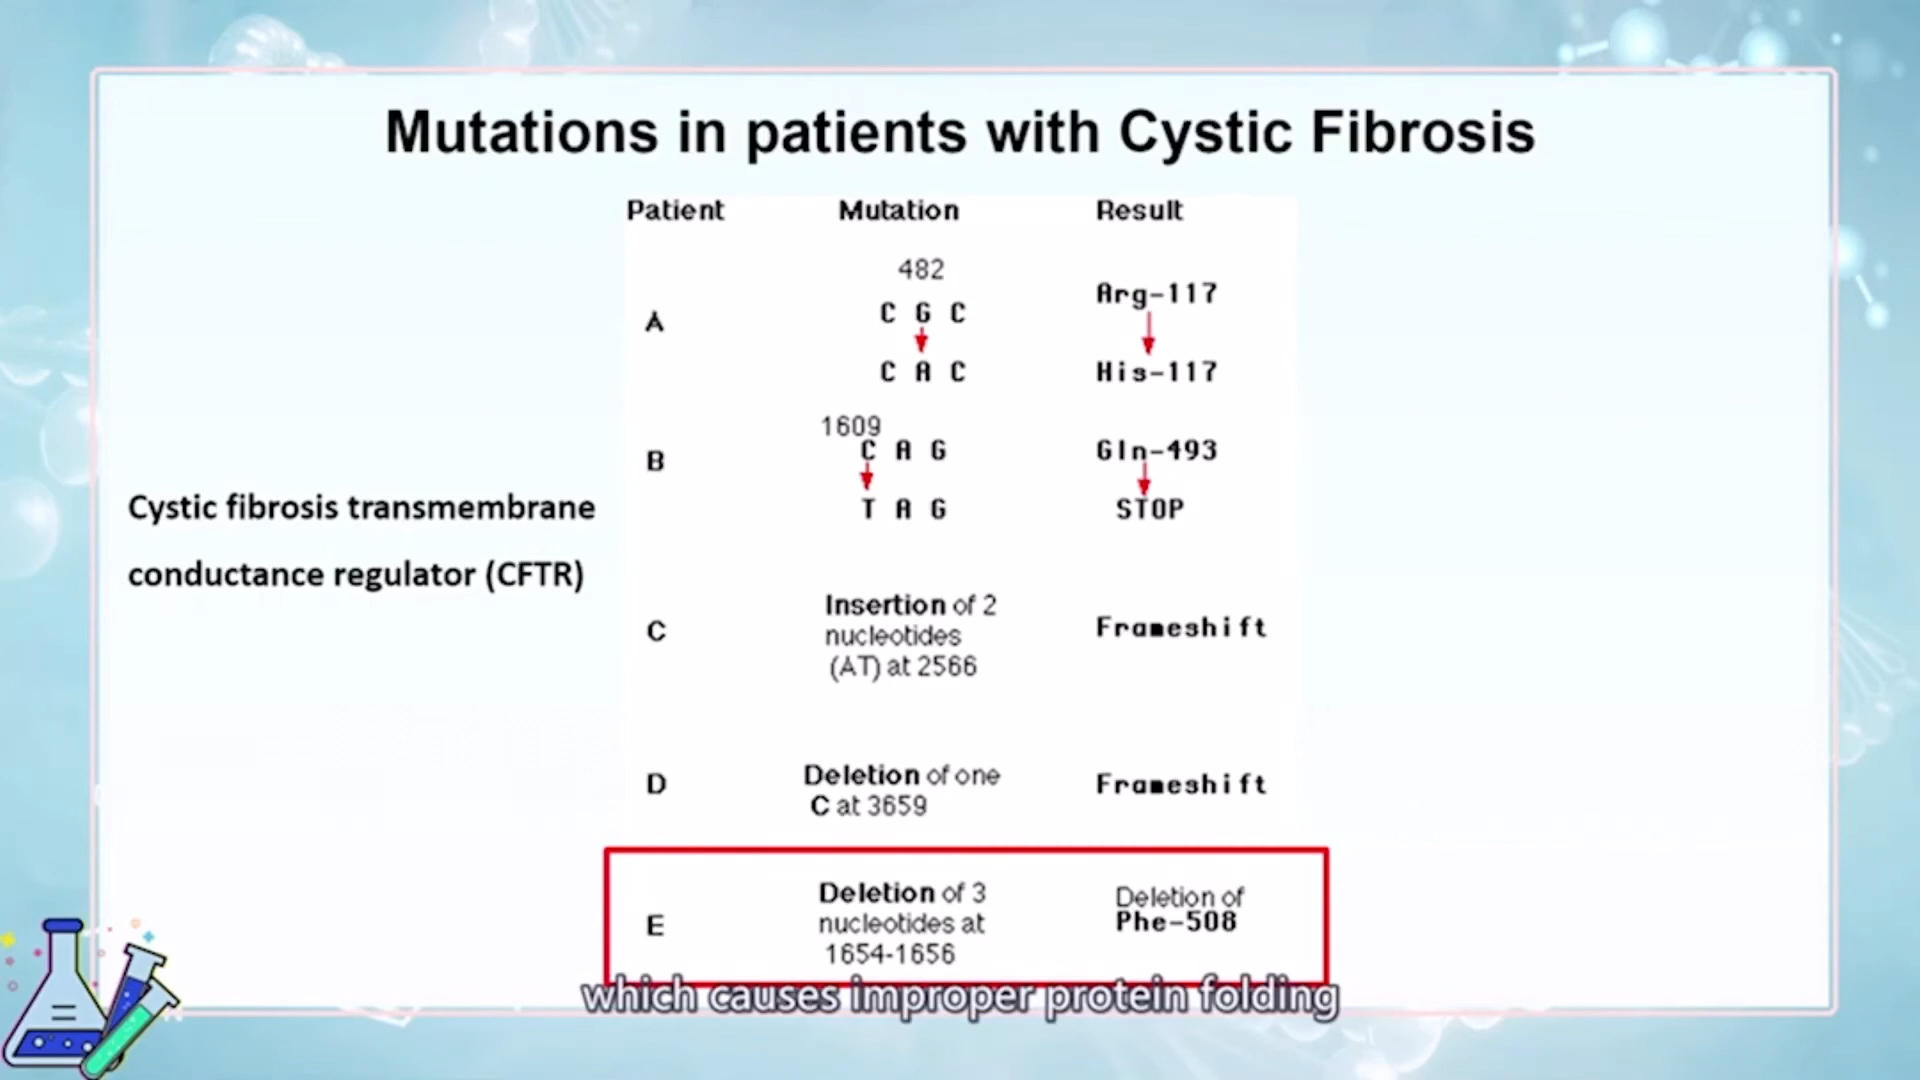 Mutations in patients with Cystic Fibrosis
Patient Mutation Result
482
A
C G C
C A C
Arg-117
His-117
1609
B
C A G
T A G
Gln-493
STOP
Cystic fibrosis transmembrane
conductance regulator (CFTR)
C
Insertion of 2
nucleotides
(AT) at 2566
Frameshift
D
Deletion of one
C at 3659
Frameshift
E
Deletion of 3
nucleotides at
1654-1656
Deletion of
Phe-508
which causes improper protein folding